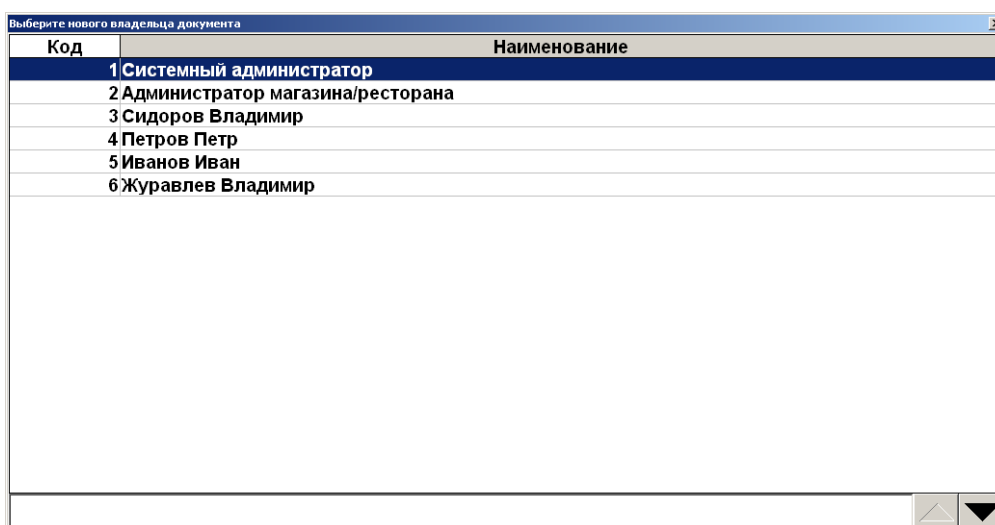 Выберите нового владельца документа
Код Наименование
1 Системный администратор
2 Администратор магазина/ресторана
3 Сидоров Владимир
4 Петров Петр
5 Иванов Иван
6 Журавлев Владимир